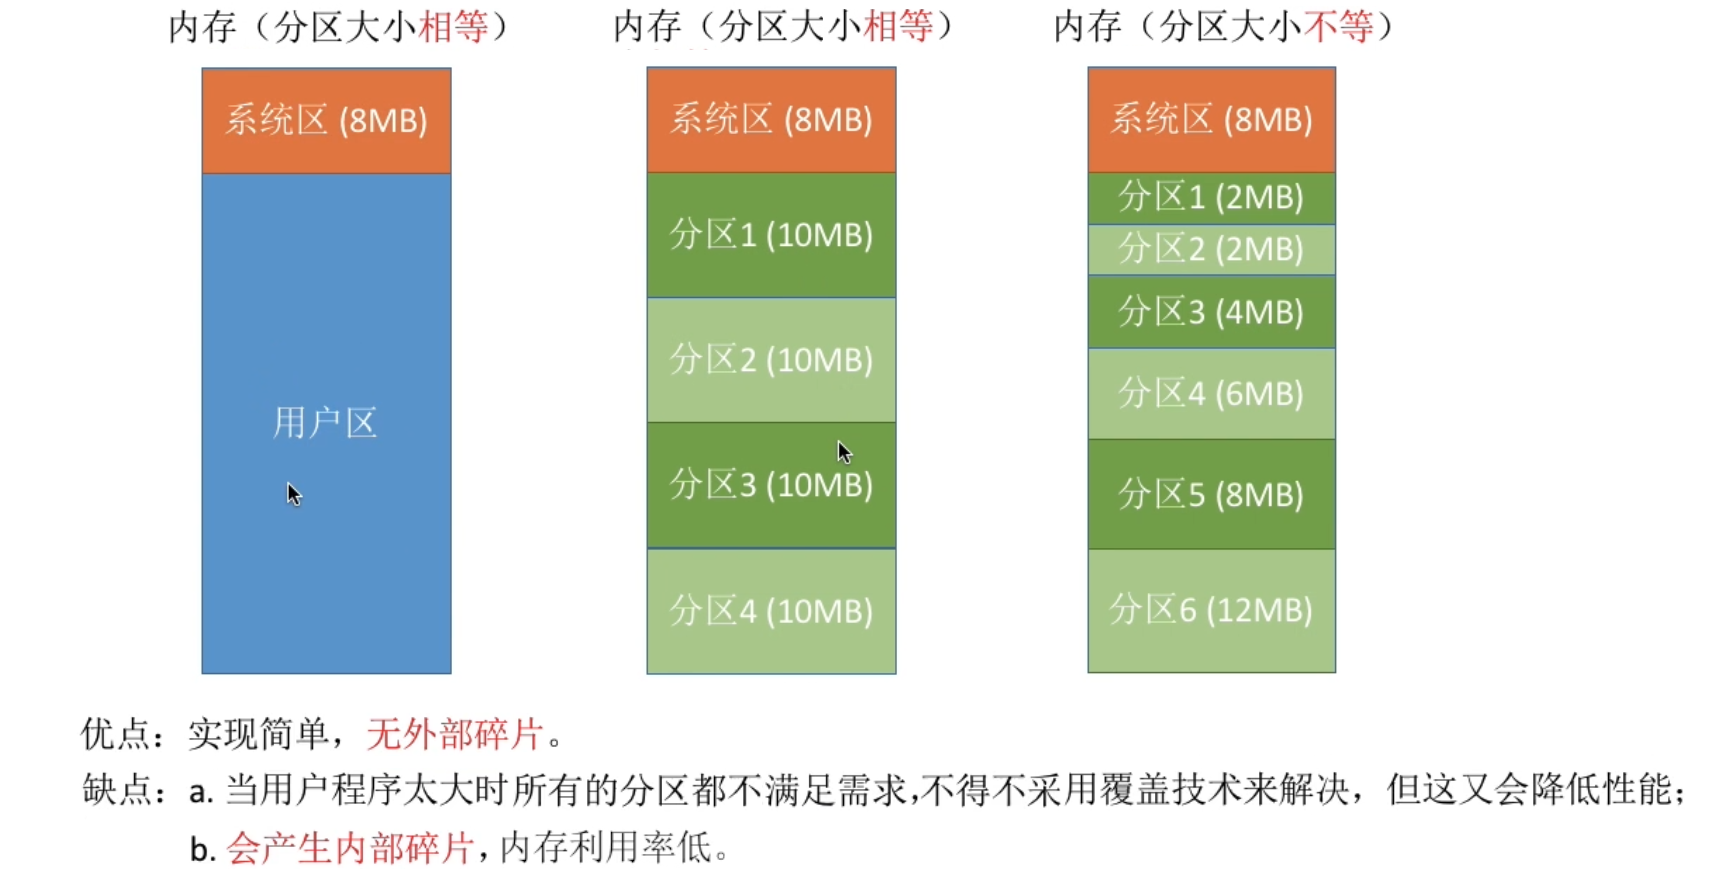 内存（分区大小相等）
系统区 (8MB)
用户区
内存（分区大小相等）
系统区 (8MB)
分区1 (10MB)
分区2 (10MB)
分区3 (10MB)
分区4 (10MB)
内存（分区大小不等）
系统区 (8MB)
分区1 (2MB)
分区2 (2MB)
分区3 (4MB)
分区4 (6MB)
分区5 (8MB)
分区6 (12MB)
优点：实现简单，无外部碎片。
缺点：a. 当用户程序太大时所有的分区都不满足需求,不得不采用覆盖技术来解决，但这又会降低性能；
b. 会产生内部碎片,内存利用率低。